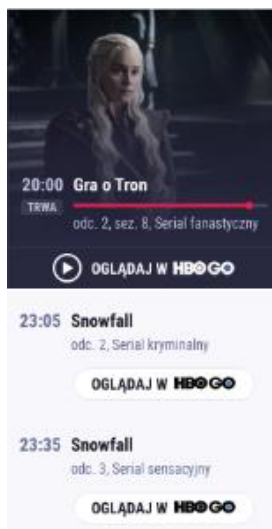 20:00 Gra o Tron
TRWA
odc. 2, sez. 8, Serial fanastyczny
OGLĄDAJ W HBO GO
23:05 Snowfall
odc. 2, Serial kryminalny
OGLĄDAJ W HBO GO
23:35 Snowfall
odc. 3, Serial sensacyjny
OGLĄDAJ W HBO GO